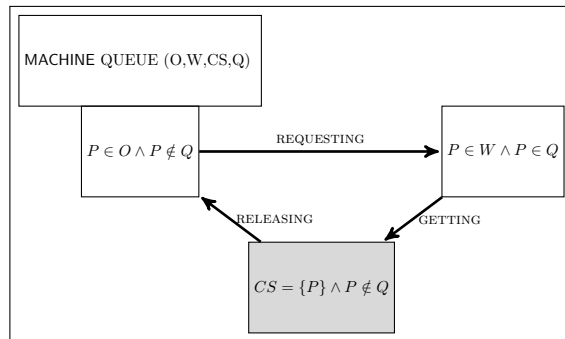 MACHINE QUEUE (O,W,CS,Q)
P ∈ O ∧ P ∉ Q
REQUESTING
P ∈ W ∧ P ∈ Q
RELEASING
GETTING
CS = {P} ∧ P ∉ Q